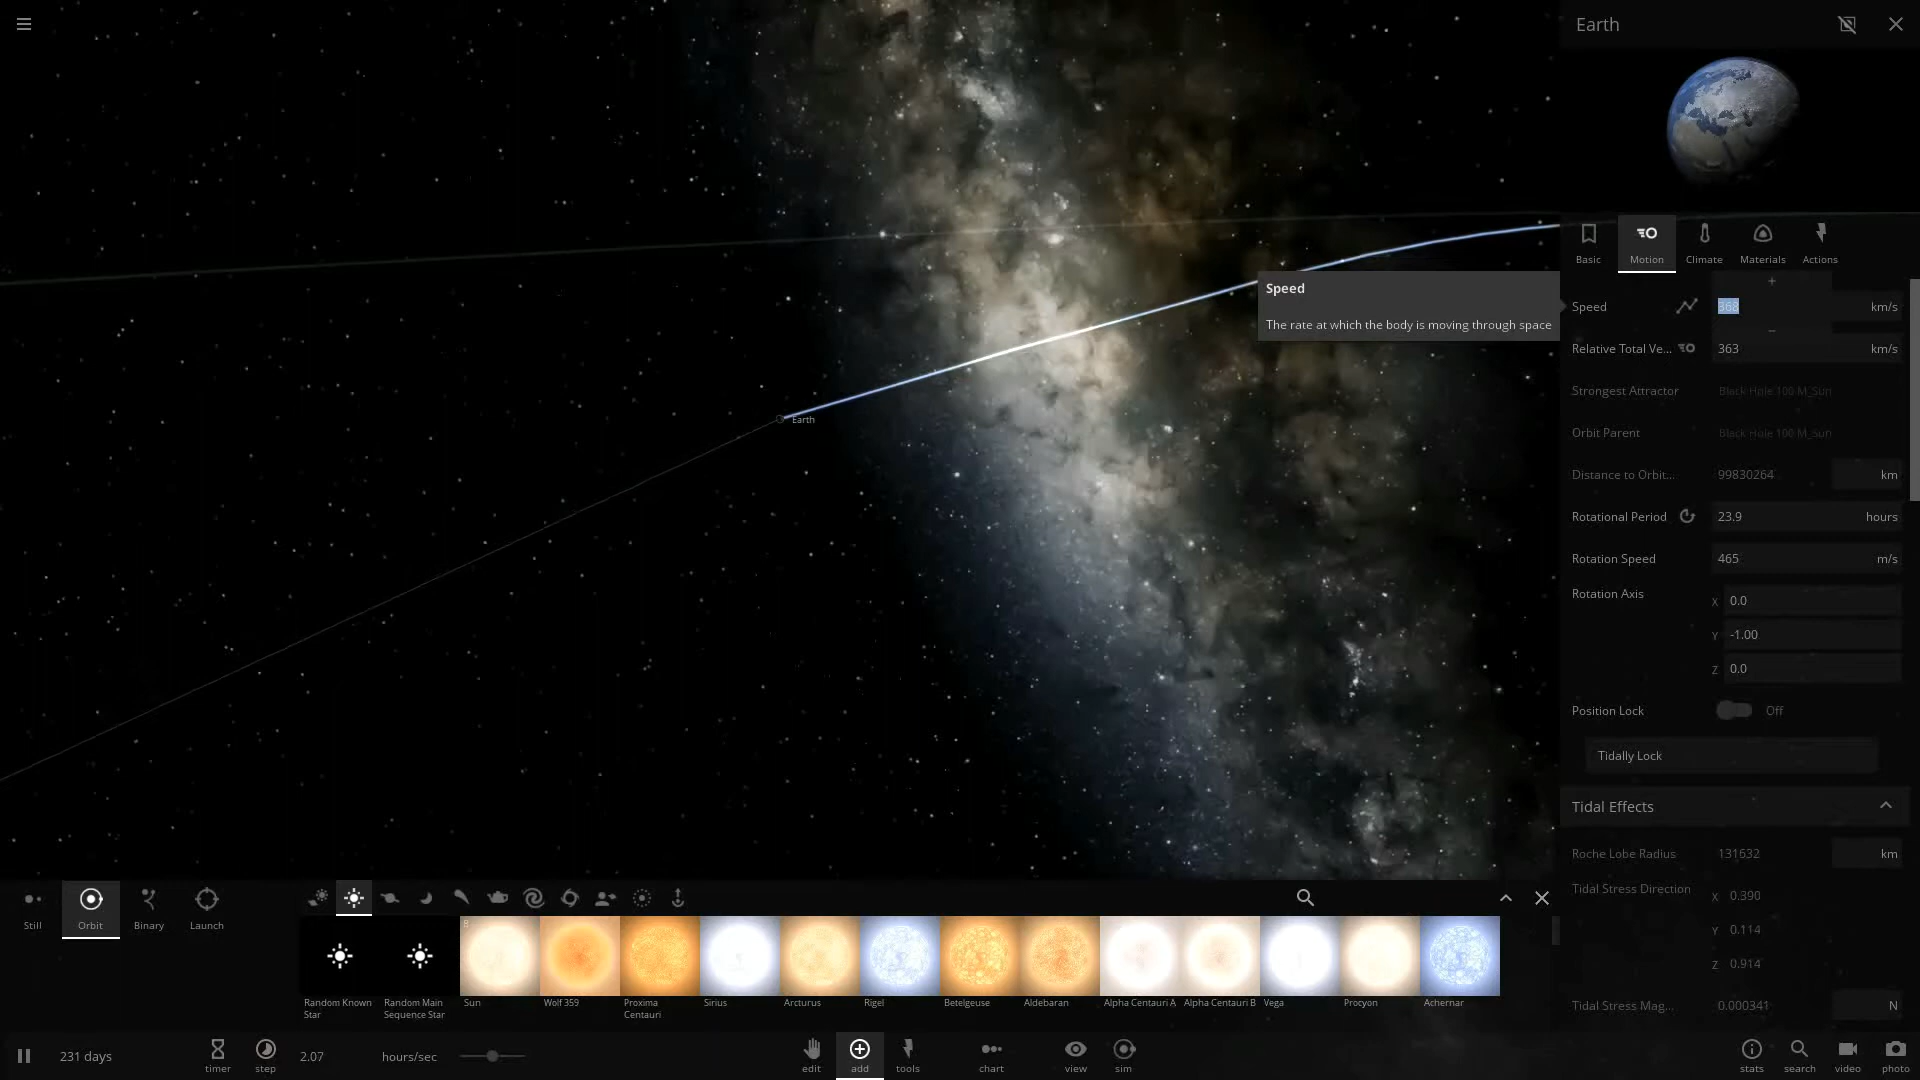 Earth
Basic
Motion
Climate
Materials
Actions
Speed
368
km/s
Speed
The rate at which the body is moving through space
Relative Total Ve...
363
km/s
Strongest Attractor
Black Hole 100 M_Sun
Orbit Parent
Black Hole 100 M_Sun
Earth
Distance to Orbit...
99830264
km
Rotational Period
23.9
hours
Rotation Speed
465
m/s
Rotation Axis
X 0.0
Y -1.00
Z 0.0
Position Lock
Off
Tidally Lock
Tidal Effects
Roche Lobe Radius
131632
km
Tidal Stress Direction
X 0.390
Y 0.114
Z 0.914
Tidal Stress Mag...
0.000341
N
Still
Orbit
Binary
Launch
Random Known
Star
Random Main
Sequence Star
Sun
Wolf 359
Proxima
Centauri
Sirius
Arcturus
Rigel
Betelgeuse
Aldebaran
Alpha Centauri A
Alpha Centauri B
Vega
Procyon
Achernar
231 days
timer
step
2.07
hours/sec
edit
add
tools
chart
view
sim
stats
search
video
photo